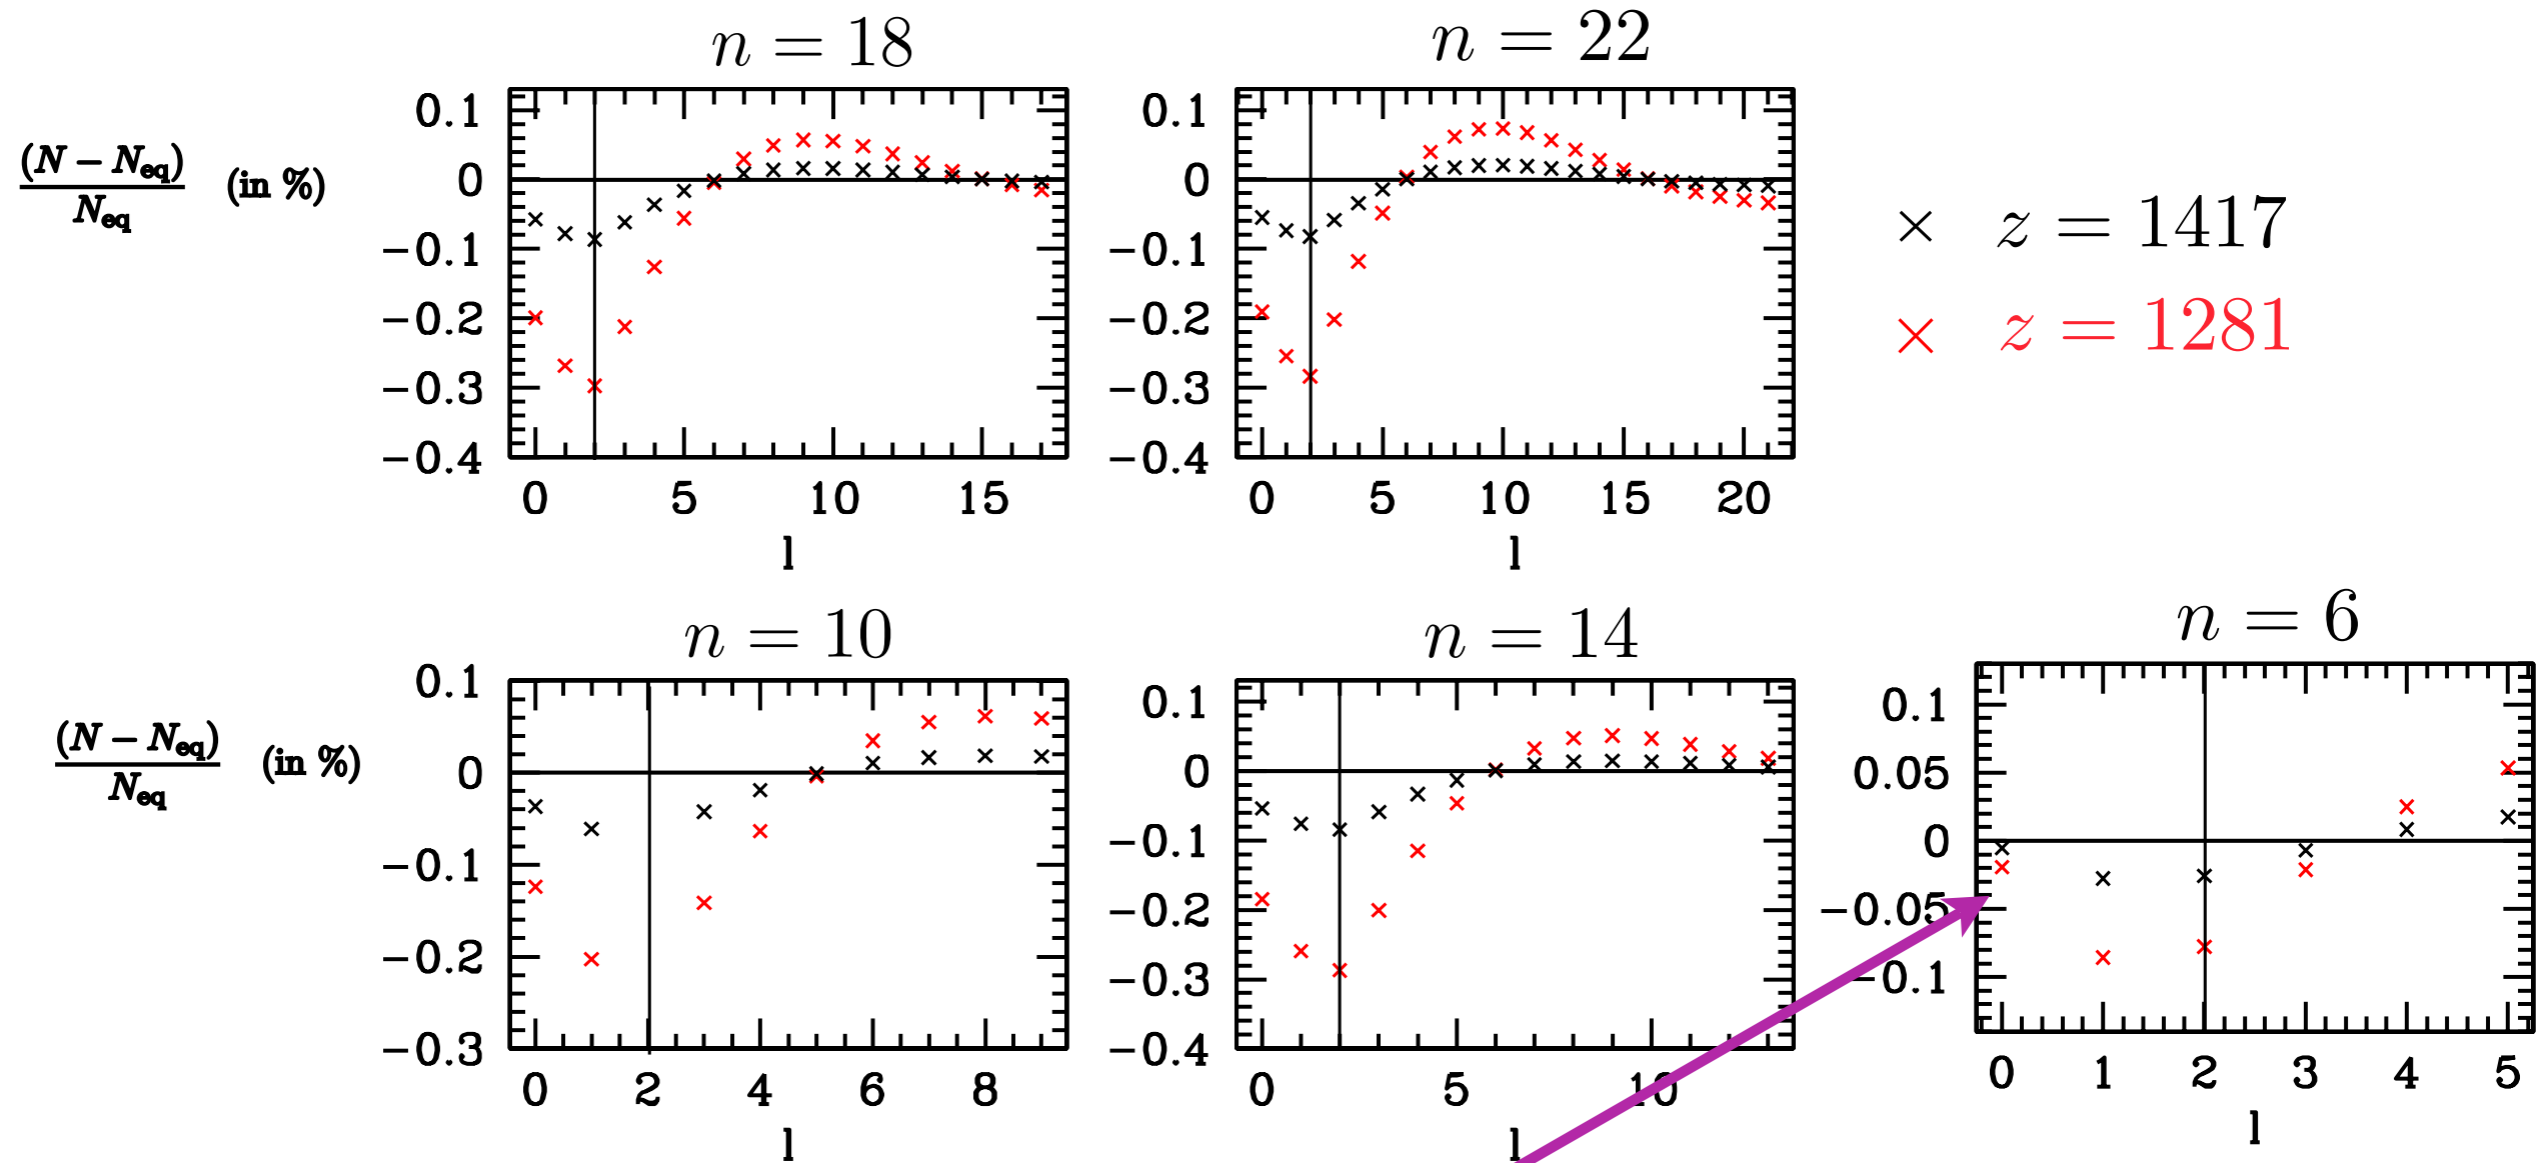 n = 18
n = 22
(N − N_eq) / N_eq (in %)
0.1
0
−0.1
−0.2
−0.3
−0.4
0 5 10 15
l
0.1
0
−0.1
−0.2
−0.3
−0.4
0 5 10 15 20
l
× z = 1417
× z = 1281
n = 10
n = 14
n = 6
(N − N_eq) / N_eq (in %)
0.1
0
−0.1
−0.2
−0.3
0 2 4 6 8
l
0.1
0
−0.1
−0.2
−0.3
−0.4
0 5 10
l
0.1
0.05
0
−0.05
−0.1
0 1 2 3 4 5
l